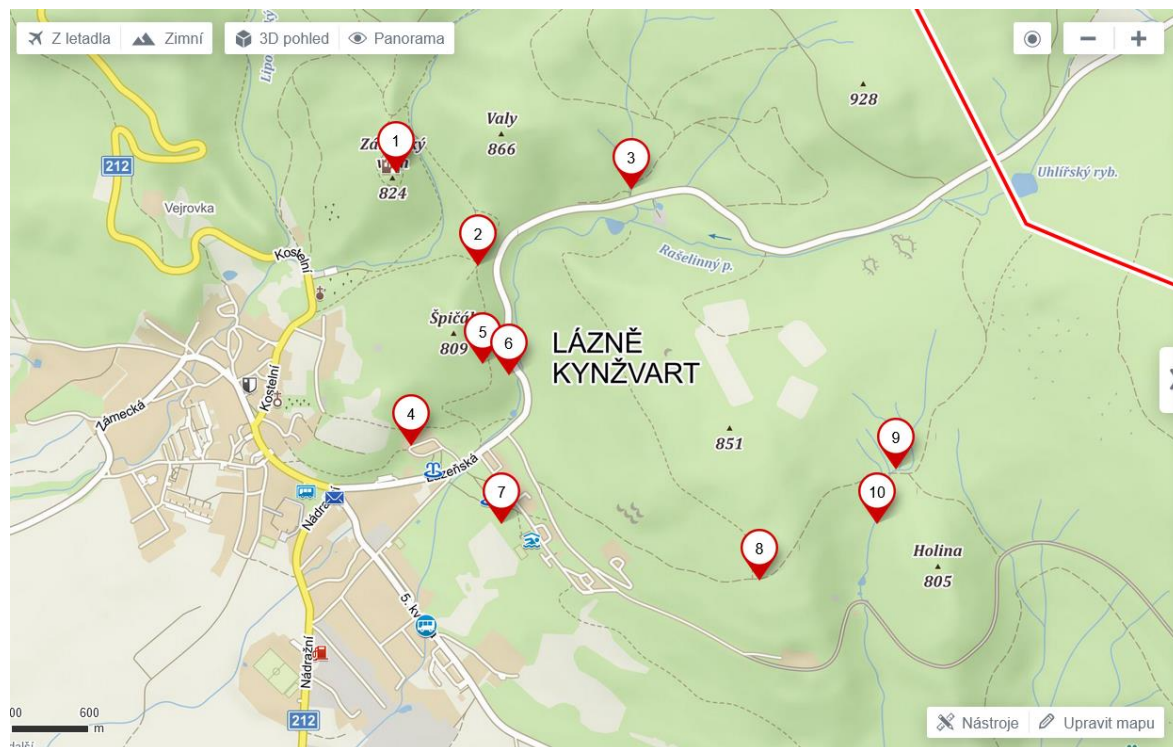 Z letadla
Zimní
3D pohled
Panorama
Valy
866
928
1
824
3
212
Vejrovka
Uhlířský ryb.
2
Kostelní
Rašelinný p.
Špičák
809
5
6
LÁZNĚ
KYNŽVART
Zámecká
Kostelní
4
851
9
Lázeňská
7
10
Nádražní
8
Holina
805
5. kv
Nádražní
212
600
m
Nástroje
Upravit mapu